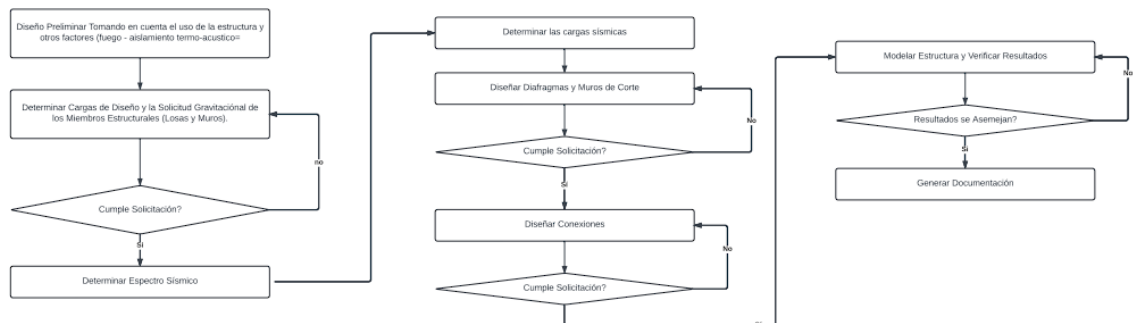 Diseño Preliminar Tomando en cuenta el uso de la estructura y
otros factores (fuego - aislamiento termo-acustico=
Determinar Cargas de Diseño y la Solicitud Gravitaciónal de
los Miembros Estructurales (Losas y Muros).
no
Cumple Solicitación?
Si
Determinar Espectro Sísmico
Determinar las cargas sísmicas
Diseñar Diafragmas y Muros de Corte
No
Cumple Solicitación?
Si
Diseñar Conexiones
No
Cumple Solicitación?
Modelar Estructura y Verificar Resultados
No
Resultados se Asemejan?
Si
Generar Documentación